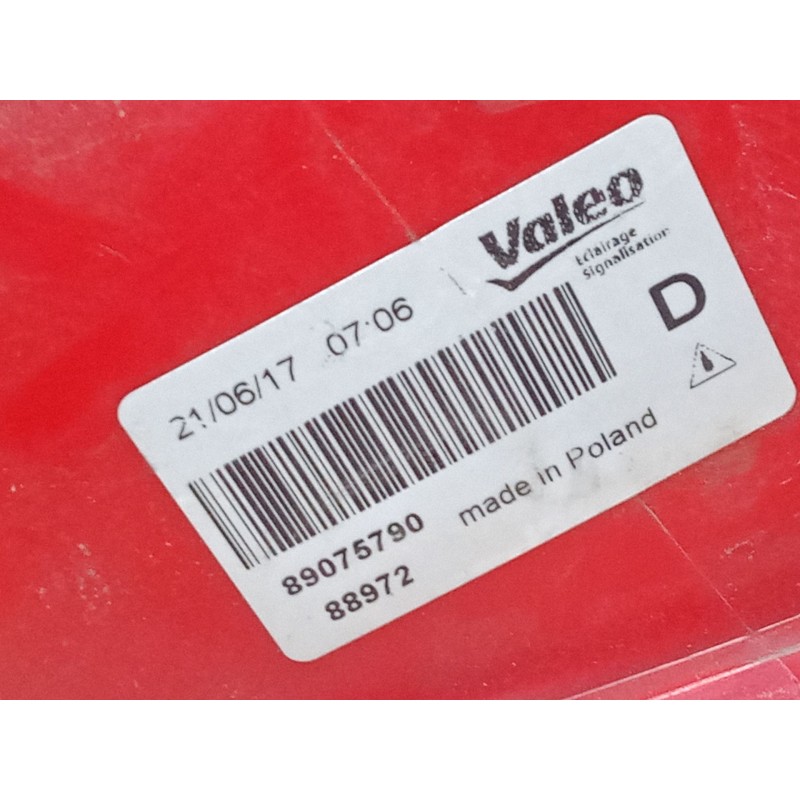 Valeo
Eclairage
Signalisation
21/06/17 07:06
D
89075790
made in Poland
88972